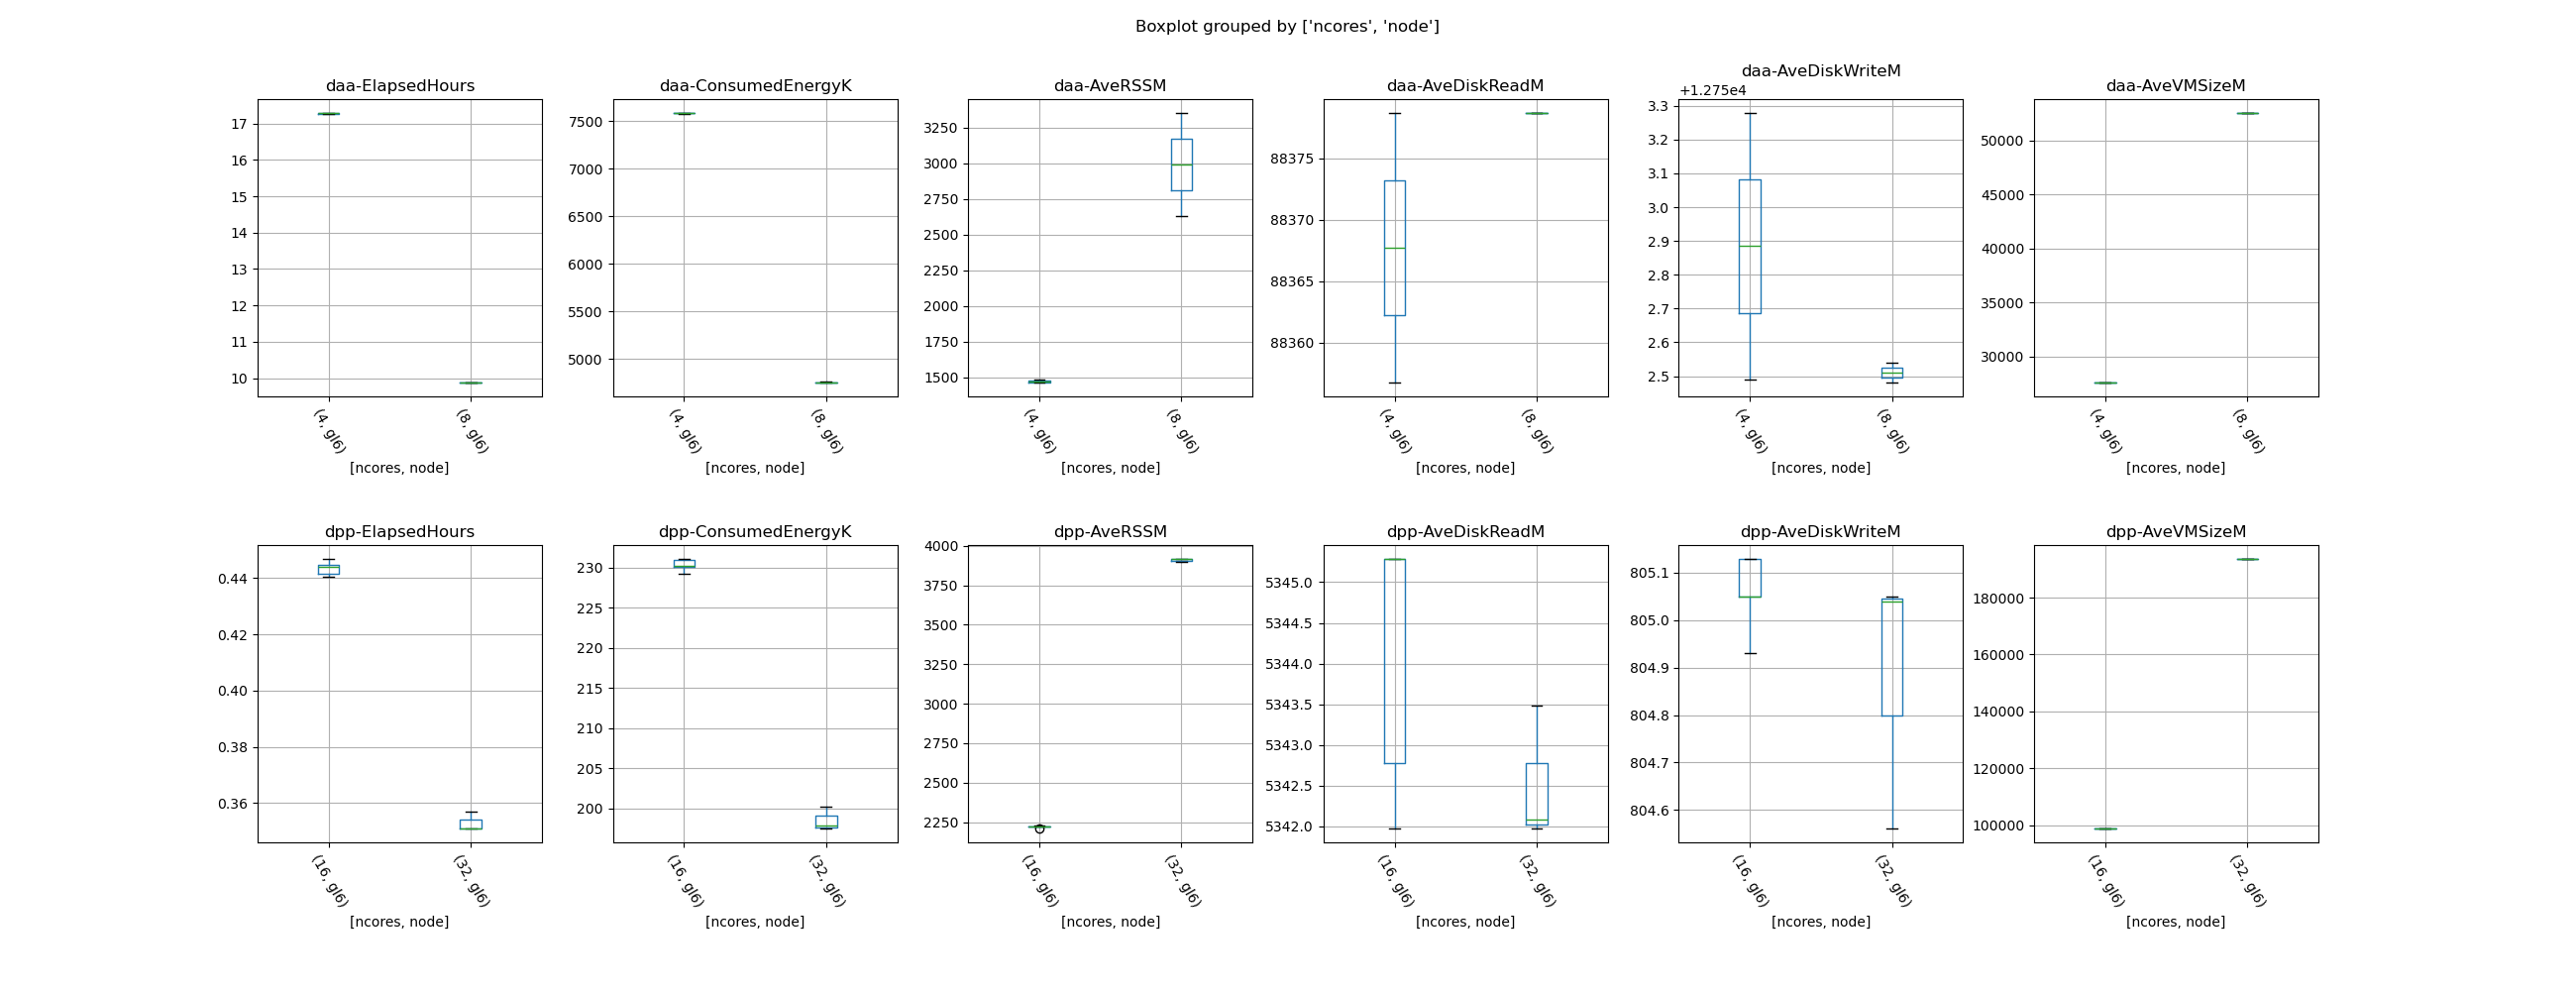 Boxplot grouped by ['ncores', 'node']
daa-ElapsedHours
17
16
15
14
13
12
11
10
(4, gl6)
(8, gl6)
[ncores, node]
daa-ConsumedEnergyK
7500
7000
6500
6000
5500
5000
(4, gl6)
(8, gl6)
[ncores, node]
daa-AveRSSM
3250
3000
2750
2500
2250
2000
1750
1500
(4, gl6)
(8, gl6)
[ncores, node]
daa-AveDiskReadM
88375
88370
88365
88360
(4, gl6)
(8, gl6)
[ncores, node]
daa-AveDiskWriteM
+1.275e4
3.3
3.2
3.1
3.0
2.9
2.8
2.7
2.6
2.5
(4, gl6)
(8, gl6)
[ncores, node]
daa-AveVMSizeM
50000
45000
40000
35000
30000
(4, gl6)
(8, gl6)
[ncores, node]
dpp-ElapsedHours
0.44
0.42
0.40
0.38
0.36
(16, gl6)
(32, gl6)
[ncores, node]
dpp-ConsumedEnergyK
230
225
220
215
210
205
200
(16, gl6)
(32, gl6)
[ncores, node]
dpp-AveRSSM
4000
3750
3500
3250
3000
2750
2500
2250
(16, gl6)
(32, gl6)
[ncores, node]
dpp-AveDiskReadM
5345.0
5344.5
5344.0
5343.5
5343.0
5342.5
5342.0
(16, gl6)
(32, gl6)
[ncores, node]
dpp-AveDiskWriteM
805.1
805.0
804.9
804.8
804.7
804.6
(16, gl6)
(32, gl6)
[ncores, node]
dpp-AveVMSizeM
180000
160000
140000
120000
100000
(16, gl6)
(32, gl6)
[ncores, node]